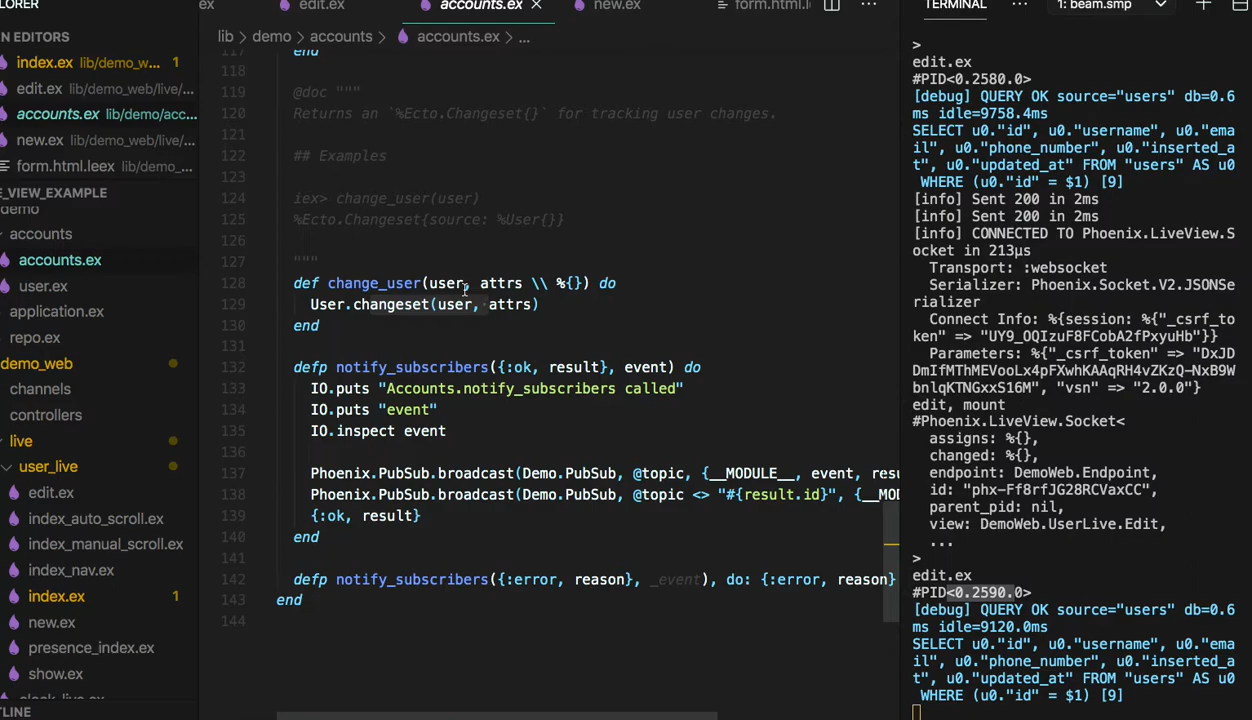 LORER
ex
edit.ex
accounts.ex
new.ex
form.html.l
TERMINAL
1: beam.smp
N EDITORS
index.ex lib/demo_w... 1
edit.ex lib/demo_web/live/...
accounts.ex lib/demo/acc...
new.ex lib/demo_web/live/...
form.html.leex lib/demo_...
E_VIEW_EXAMPLE
demo
accounts
accounts.ex
user.ex
application.ex
repo.ex
demo_web
channels
controllers
live
user_live
edit.ex
index_auto_scroll.ex
index_manual_scroll.ex
index_nav.ex
index.ex 1
new.ex
presence_index.ex
show.ex
clock_live.ex
TLINE
lib > demo > accounts > accounts.ex > ...
117 end
118
119 @doc """
120 Returns an `%Ecto.Changeset{}` for tracking user changes.
121
122 ## Examples
123
124 iex> change_user(user)
125 %Ecto.Changeset{source: %User{}}
126
127 """
128 def change_user(user, attrs \\ %{}) do
129 User.changeset(user, attrs)
130 end
131
132 defp notify_subscribers({:ok, result}, event) do
133 IO.puts "Accounts.notify_subscribers called"
134 IO.puts "event"
135 IO.inspect event
136
137 Phoenix.PubSub.broadcast(Demo.PubSub, @topic, {__MODULE__, event, resu
138 Phoenix.PubSub.broadcast(Demo.PubSub, @topic <> "#{result.id}", {__MOD
139 {:ok, result}
140 end
141
142 defp notify_subscribers({:error, reason}, _event), do: {:error, reason}
143 end
144
>
edit.ex
#PID<0.2580.0>
[debug] QUERY OK source="users" db=0.6
ms idle=9758.4ms
SELECT u0."id", u0."username", u0."ema
il", u0."phone_number", u0."inserted_a
t", u0."updated_at" FROM "users" AS u0
WHERE (u0."id" = $1) [9]
[info] Sent 200 in 2ms
[info] Sent 200 in 2ms
[info] CONNECTED TO Phoenix.LiveView.S
ocket in 213µs
Transport: :websocket
Serializer: Phoenix.Socket.V2.JSONSe
rializer
Connect Info: %{session: %{"_csrf_to
ken" => "UY9_OQIzuF8FCobA2fPxyuHb"}}
Parameters: %{"_csrf_token" => "DxJD
DmIfMThMEVooLx4pFXwhKAAqRH4vZKzQ-NxB9W
bnlqKTNGxxS16M", "vsn" => "2.0.0"}
edit, mount
#Phoenix.LiveView.Socket<
assigns: %{},
changed: %{},
endpoint: DemoWeb.Endpoint,
id: "phx-Ff8rfJG28RCVaxCC",
parent_pid: nil,
view: DemoWeb.UserLive.Edit,
...
>
edit.ex
#PID<0.2590.0>
[debug] QUERY OK source="users" db=0.6
ms idle=9120.0ms
SELECT u0."id", u0."username", u0."ema
il", u0."phone_number", u0."inserted_a
t", u0."updated_at" FROM "users" AS u0
WHERE (u0."id" = $1) [9]